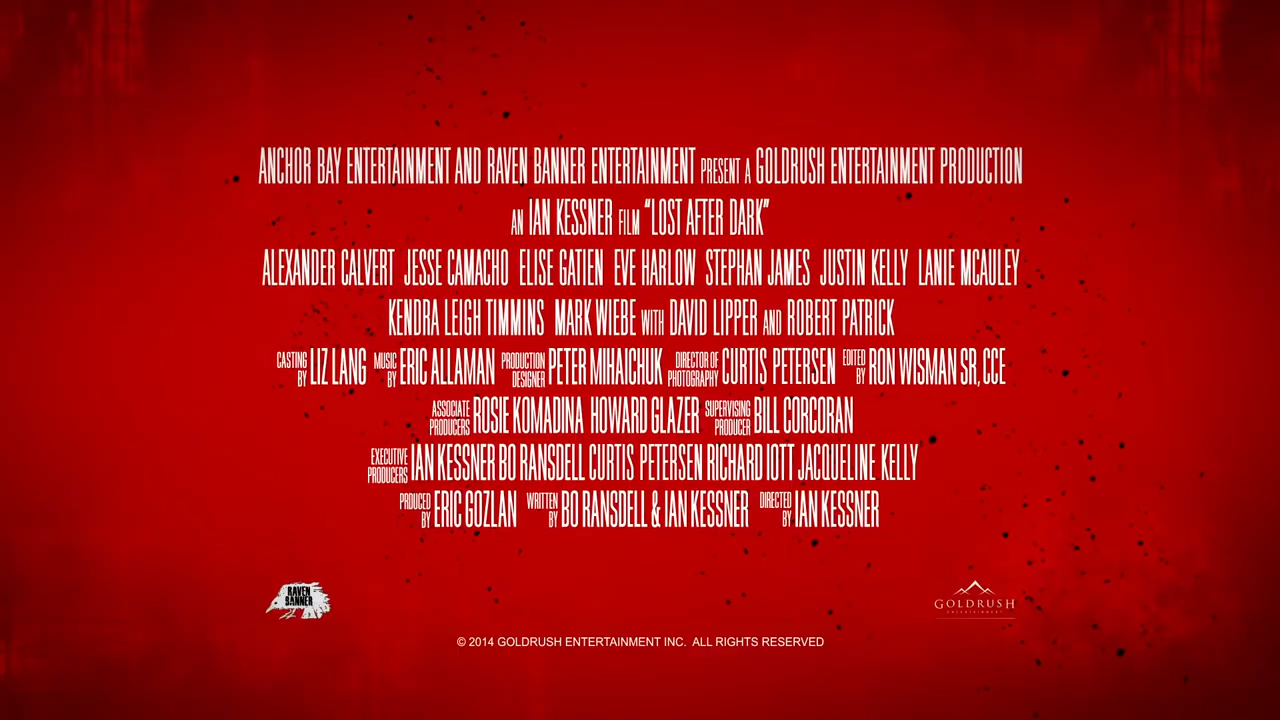 ANCHOR BAY ENTERTAINMENT AND RAVEN BANNER ENTERTAINMENT PRESENT A GOLDRUSH ENTERTAINMENT PRODUCTION
AN IAN KESSNER FILM “LOST AFTER DARK”
ALEXANDER CALVERT JESSE CAMACHO ELISE GATIEN EVE HARLOW STEPHAN JAMES JUSTIN KELLY LANIE MCAULEY
KENDRA LEIGH TIMMINS MARK WIEBE WITH DAVID LIPPER AND ROBERT PATRICK
CASTING BY LIZ LANG MUSIC BY ERIC ALLAMAN PRODUCTION DESIGNER PETER MIHAICHUK DIRECTOR OF PHOTOGRAPHY CURTIS PETERSEN EDITED BY RON WISMAN SR, CCE
ASSOCIATE PRODUCERS ROSIE KOMADINA HOWARD GLAZER SUPERVISING PRODUCER BILL CORCORAN
EXECUTIVE PRODUCERS IAN KESSNER BO RANSDELL CURTIS PETERSEN RICHARD IOTT JACQUELINE KELLY
PODUCED BY ERIC GOZLAN WRITTEN BY BO RANSDELL & IAN KESSNER DIRECTED BY IAN KESSNER
RAVEN BANNER
GOLDRUSH
ENTERTAINMENT
© 2014 GOLDRUSH ENTERTAINMENT INC. ALL RIGHTS RESERVED